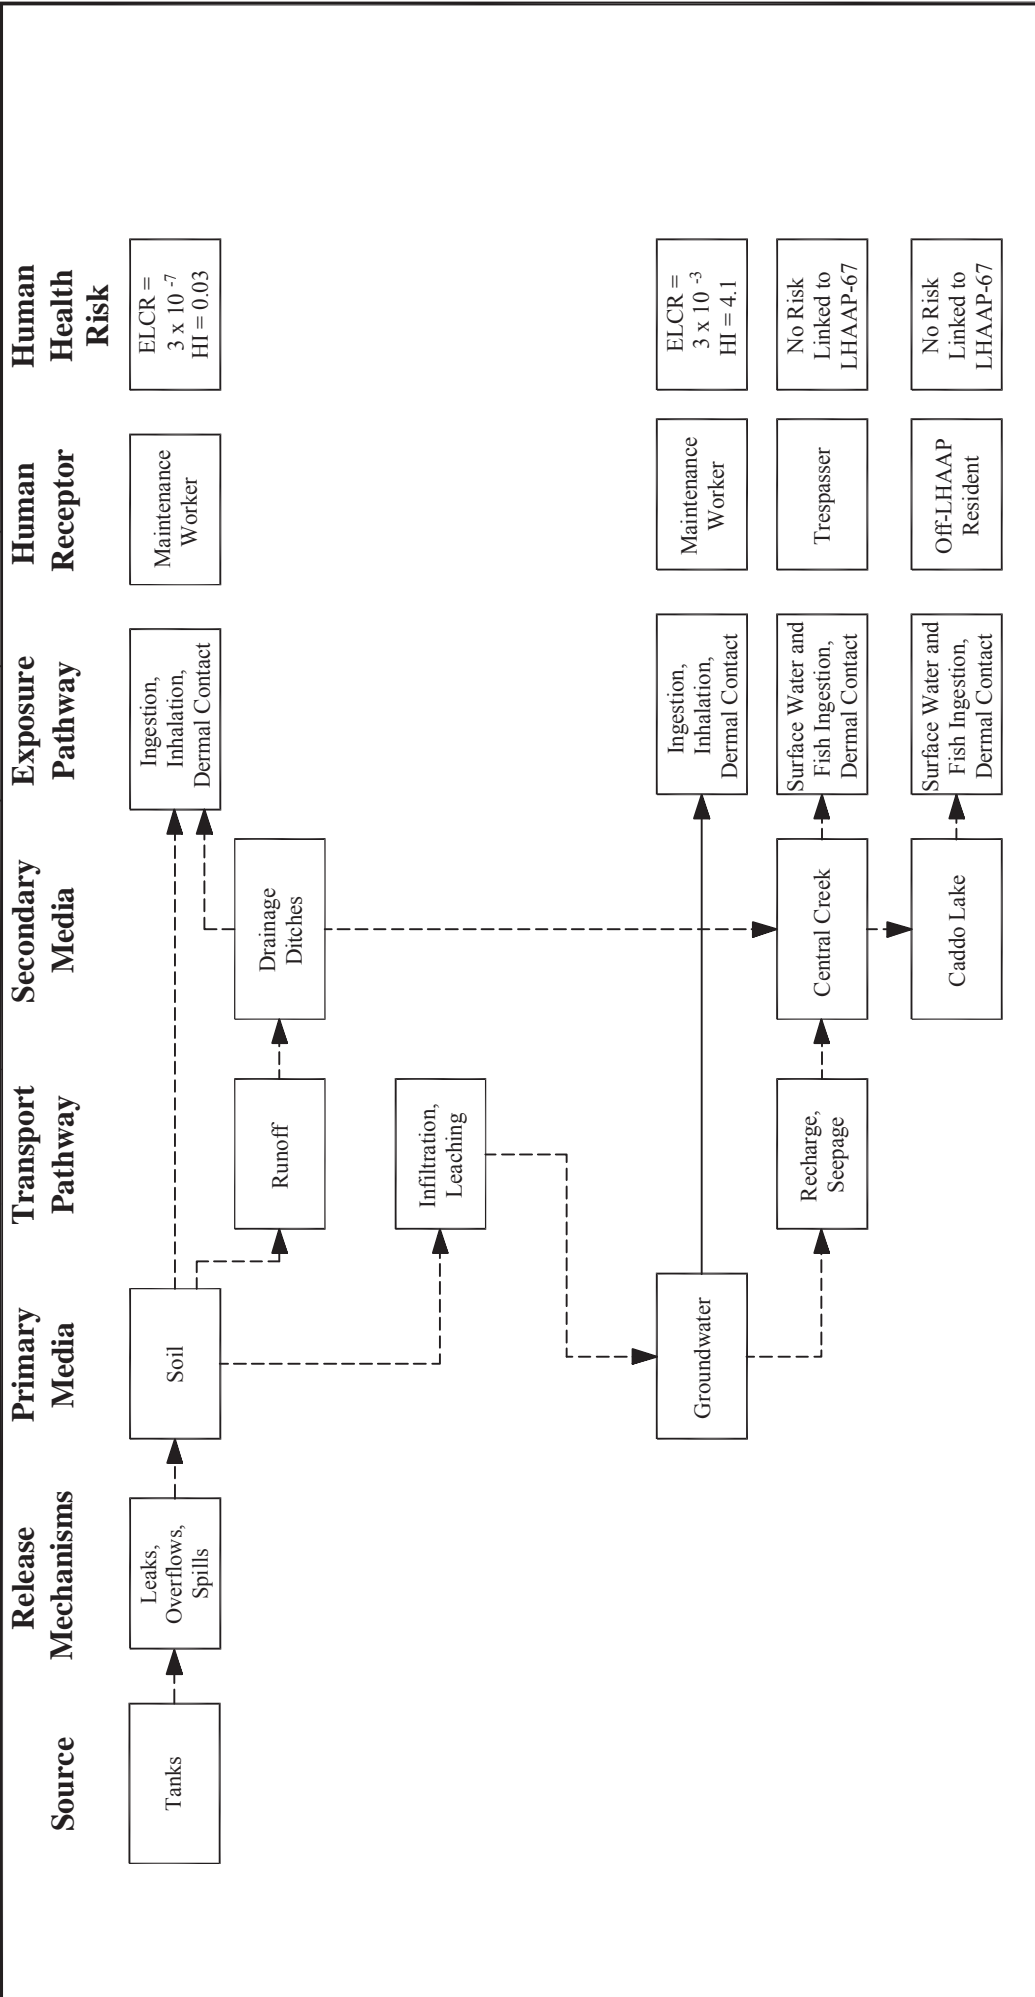 Source
Release
Mechanisms
Primary
Media
Transport
Pathway
Secondary
Media
Exposure
Pathway
Human
Receptor
Human
Health
Risk
Tanks
Leaks,
Overflows,
Spills
Soil
Ingestion,
Inhalation,
Dermal Contact
Maintenance
Worker
ELCR =
3 x 10 -7
HI = 0.03
Runoff
Drainage
Ditches
Infiltration,
Leaching
Groundwater
Ingestion,
Inhalation,
Dermal Contact
Maintenance
Worker
ELCR =
3 x 10 -3
HI = 4.1
Recharge,
Seepage
Central Creek
Surface Water and
Fish Ingestion,
Dermal Contact
Trespasser
No Risk
Linked to
LHAAP-67
Caddo Lake
Surface Water and
Fish Ingestion,
Dermal Contact
Off-LHAAP
Resident
No Risk
Linked to
LHAAP-67